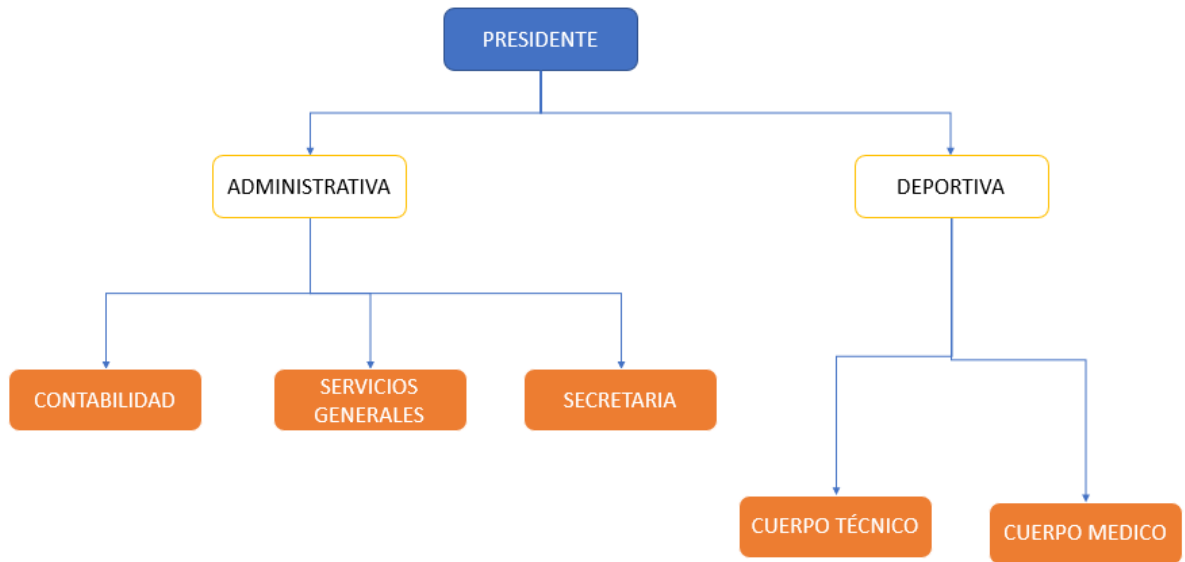 PRESIDENTE
ADMINISTRATIVA
DEPORTIVA
CONTABILIDAD
SERVICIOS
GENERALES
SECRETARIA
CUERPO TÉCNICO
CUERPO MEDICO